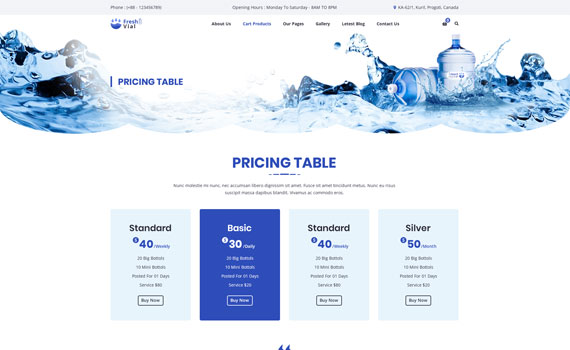 Phone : (+88 - 123456789)
Opening Hours : Monday To Saturday - 8AM TO 8PM
KA-62/1, Kuril, Progoti, Canada
Fresh
Vial
About Us
Cart Products
Our Pages
Gallery
Latest Blog
Contact Us
PRICING TABLE
PRICING TABLE
Nunc molestie mi nunc, nec accumsan libero dignissim sit amet. Fusce sit amet tincidunt metus. Nunc eu risus
suscipit massa dapibus blandit. Vivamus ac commodo eros.
Standard
$ 40 /Weekly
20 Big Bottols
10 Mini Bottols
Posted For 01 Days
Service $80
Buy Now
Basic
$ 30 /Daily
20 Big Bottols
10 Mini Bottols
Posted For 01 Days
Service $20
Buy Now
Standard
$ 40 /Weekly
20 Big Bottols
10 Mini Bottols
Posted For 01 Days
Service $80
Buy Now
Silver
$ 50 /Month
20 Big Bottols
10 Mini Bottols
Posted For 01 Days
Service $20
Buy Now